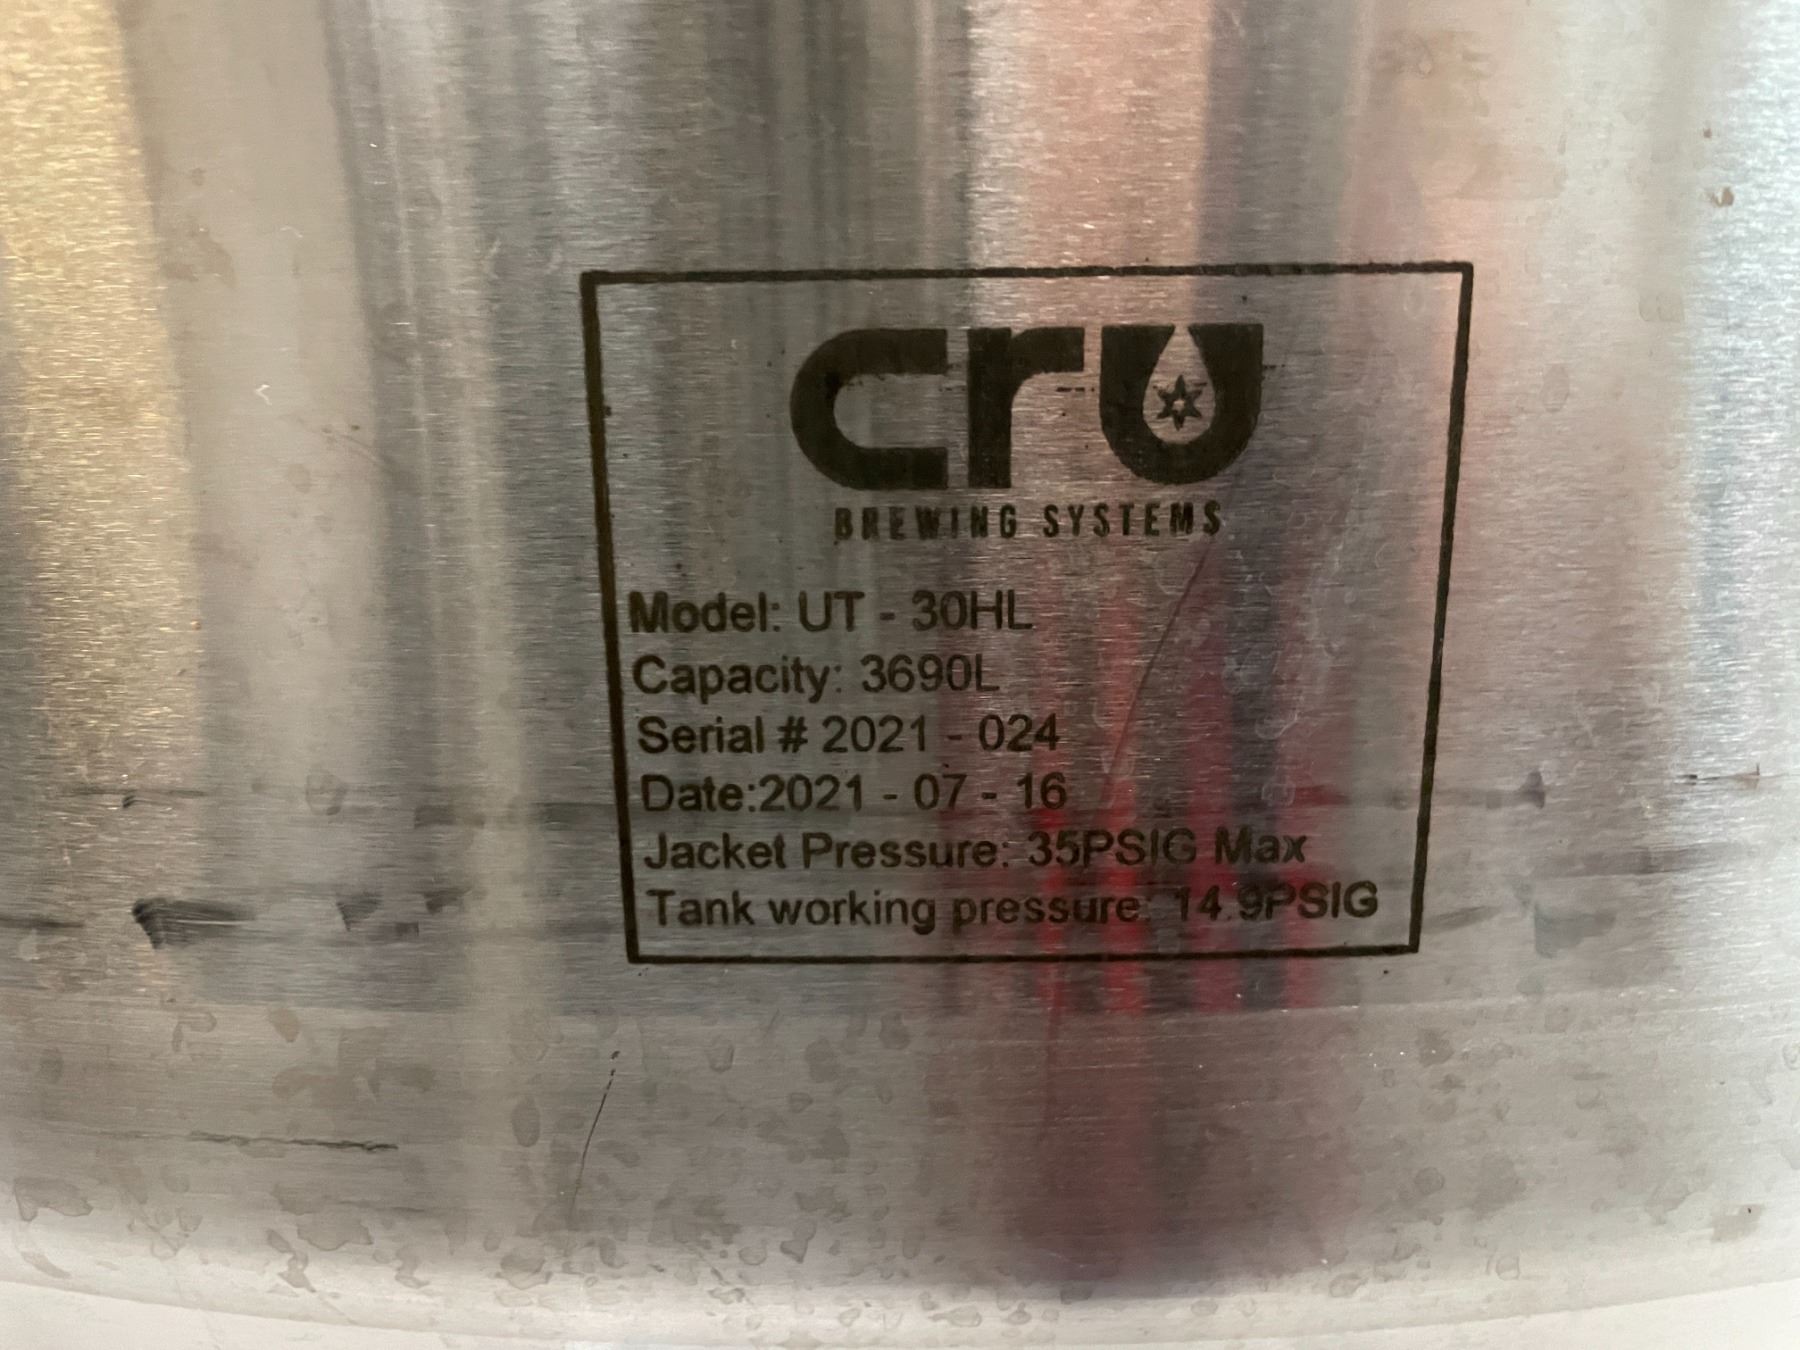 cru
BREWING SYSTEMS
Model: UT - 30HL
Capacity: 3690L
Serial # 2021 - 024
Date:2021 - 07 - 16
Jacket Pressure: 35PSIG Max
Tank working pressure: 14.9PSIG